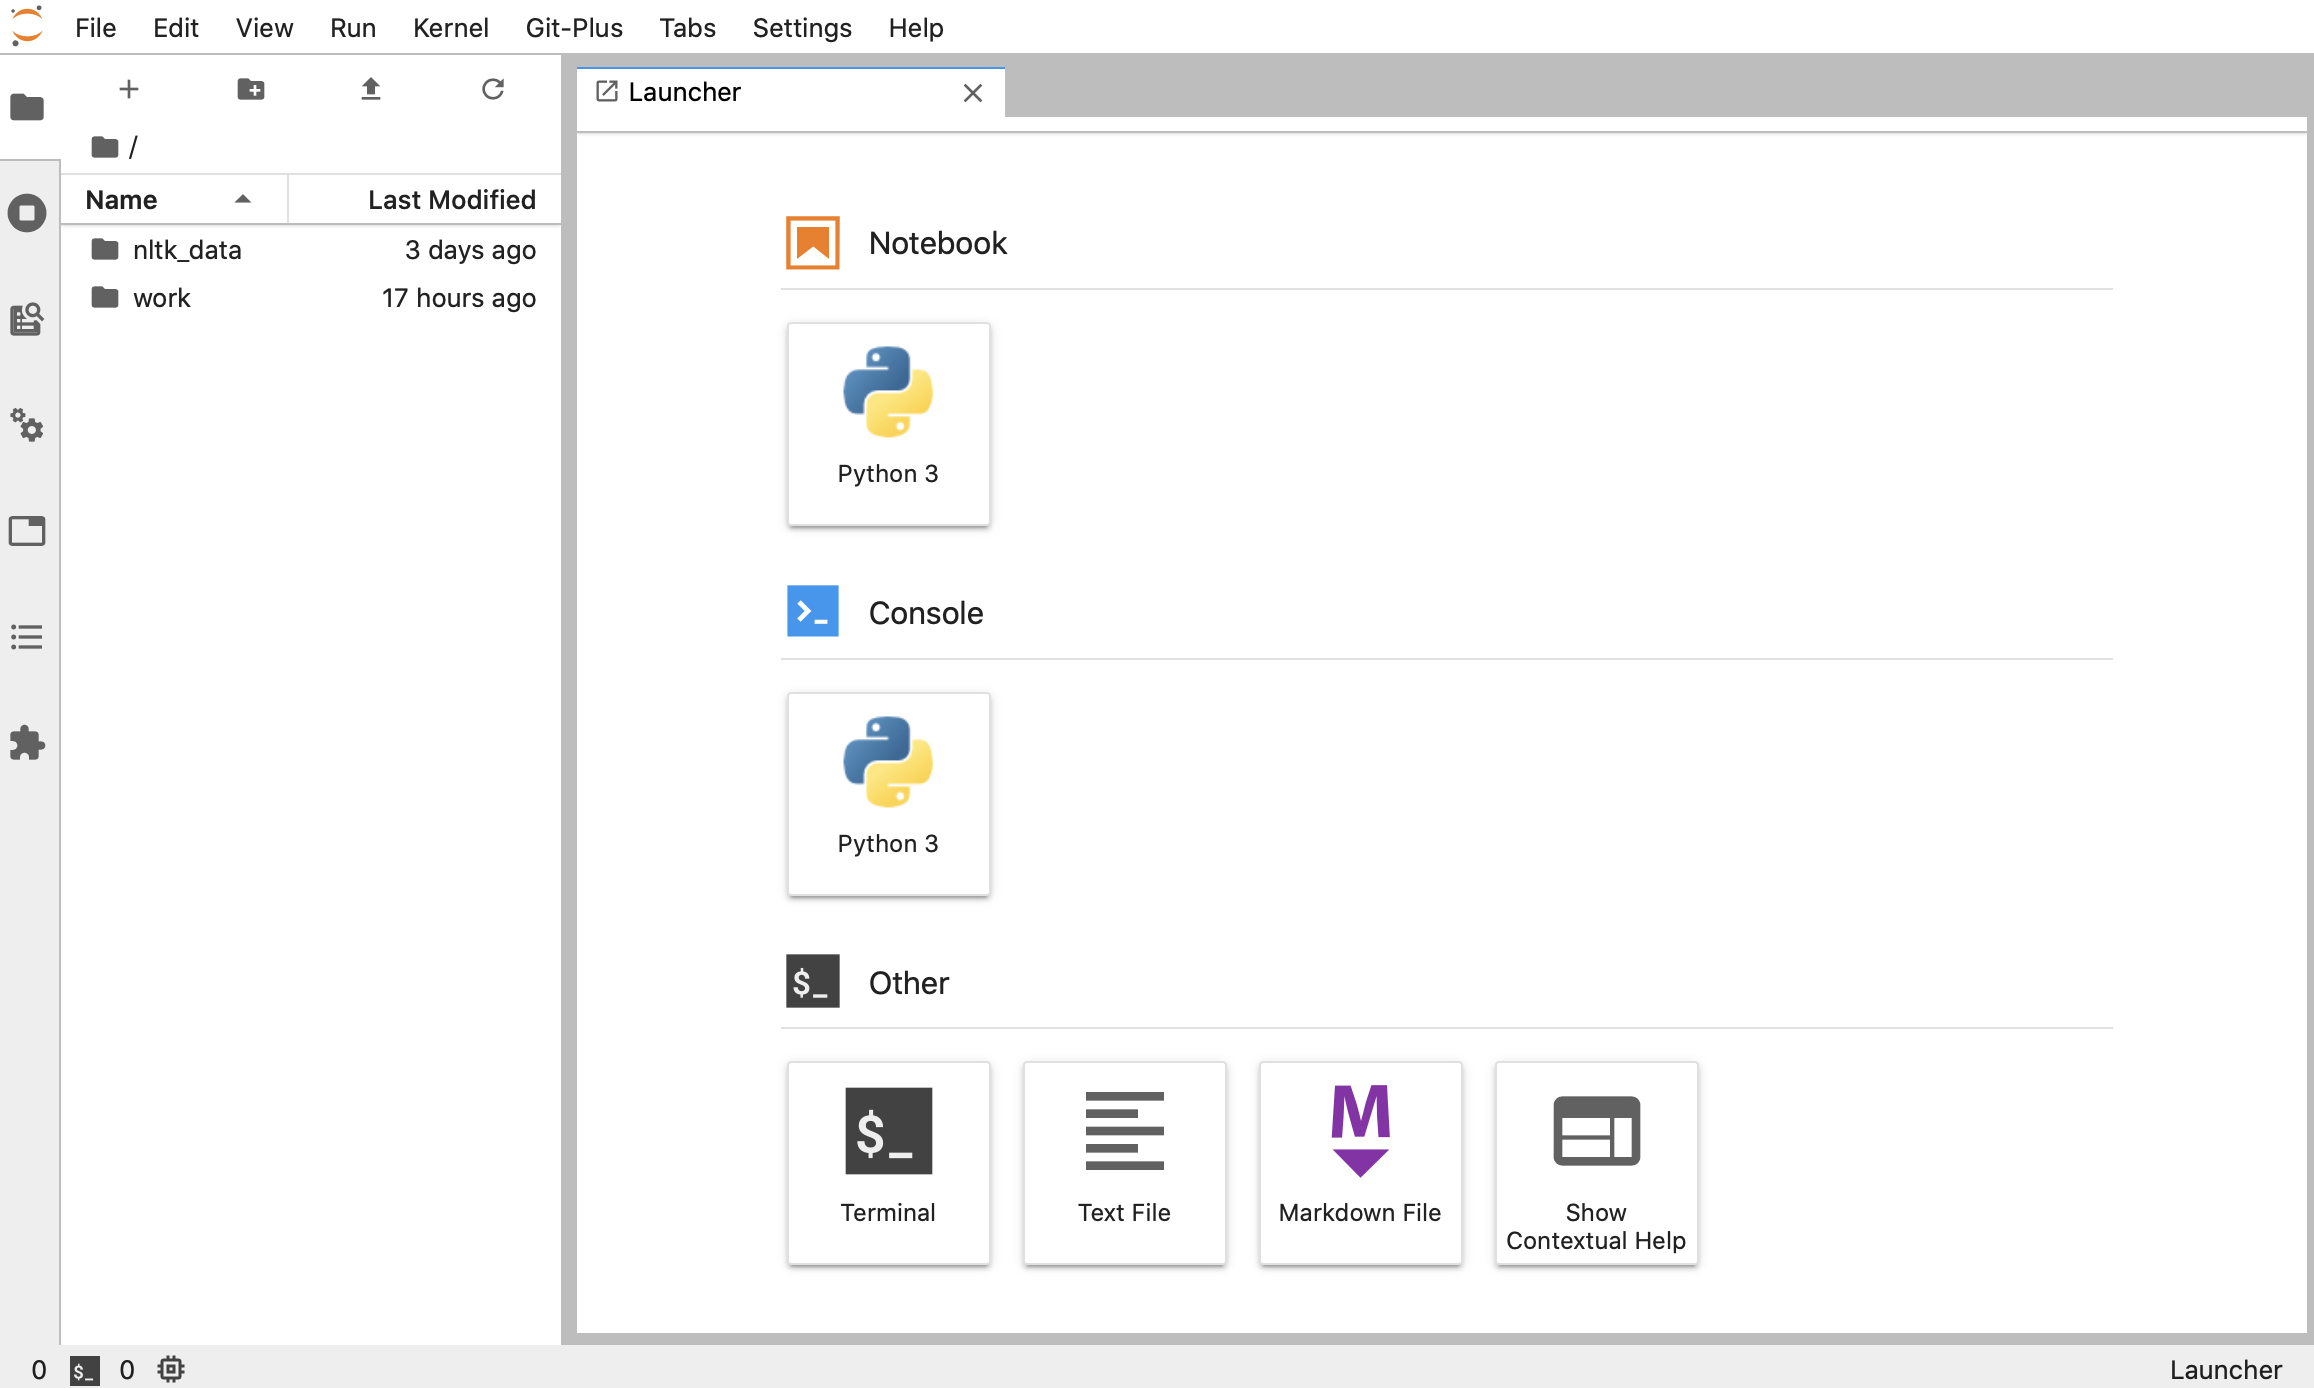 File Edit View Run Kernel Git-Plus Tabs Settings Help
Launcher
/
Name Last Modified
nltk_data 3 days ago
work 17 hours ago
Notebook
Python 3
Console
Python 3
$_ Other
$_
M
Terminal Text File Markdown File Show
Contextual Help
0 $_ 0 Launcher